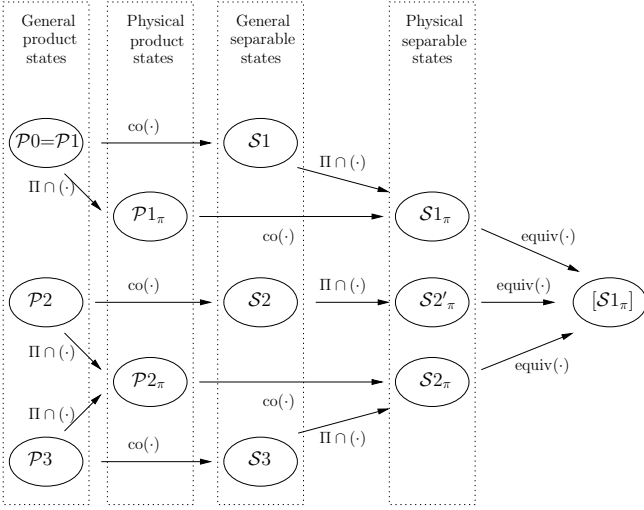 General product states
Physical product states
General separable states
Physical separable states
𝒫0=𝒫1
co(·)
𝒮1
Π ∩ (·)
Π ∩ (·)
𝒫1π
co(·)
𝒮1π
equiv(·)
𝒫2
co(·)
𝒮2
Π ∩ (·)
𝒮2′π
equiv(·)
[𝒮1π]
Π ∩ (·)
𝒫2π
co(·)
𝒮2π
equiv(·)
Π ∩ (·)
𝒫3
co(·)
𝒮3
Π ∩ (·)